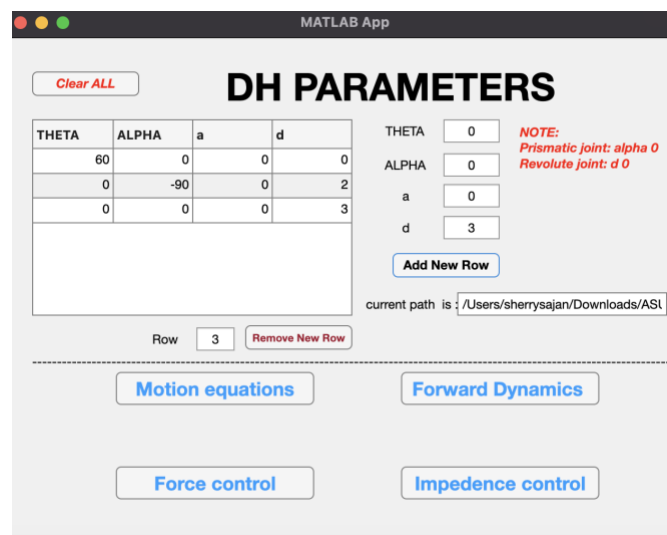 MATLAB App
Clear ALL
DH PARAMETERS
THETA ALPHA a d
60 0 0 0
0 -90 0 2
0 0 0 3
THETA 0
ALPHA 0
a 0
d 3
NOTE:
Prismatic joint: alpha 0
Revolute joint: d 0
Add New Row
current path is : /Users/sherrysajan/Downloads/ASU
Row 3 Remove New Row
Motion equations Forward Dynamics
Force control Impedence control